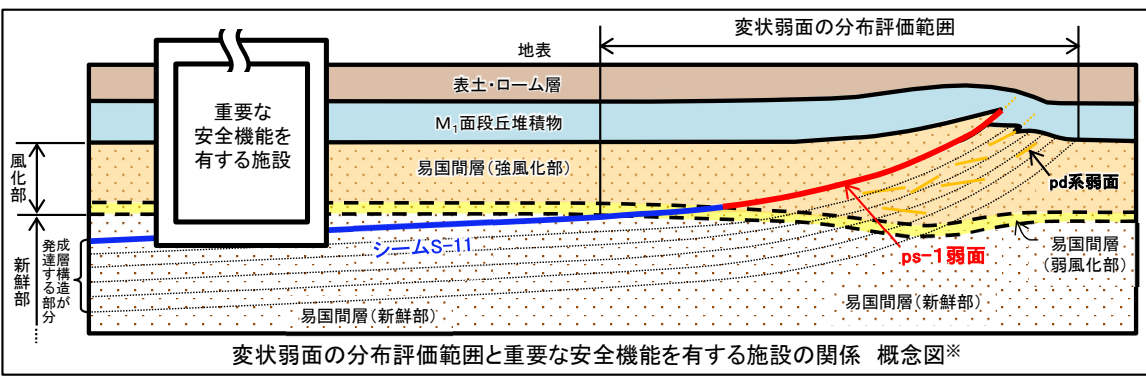 変状弱面の分布評価範囲
地表
表土・ローム層
重要な
安全機能を
有する施設
M₁面段丘堆積物
風化部
易国間層(強風化部)
pd系弱面
シームS-11
ps-1弱面
易国間層
(弱風化部)
新鮮部
成層構造が
発達する部分
易国間層(新鮮部)
易国間層(新鮮部)
変状弱面の分布評価範囲と重要な安全機能を有する施設の関係 概念図※